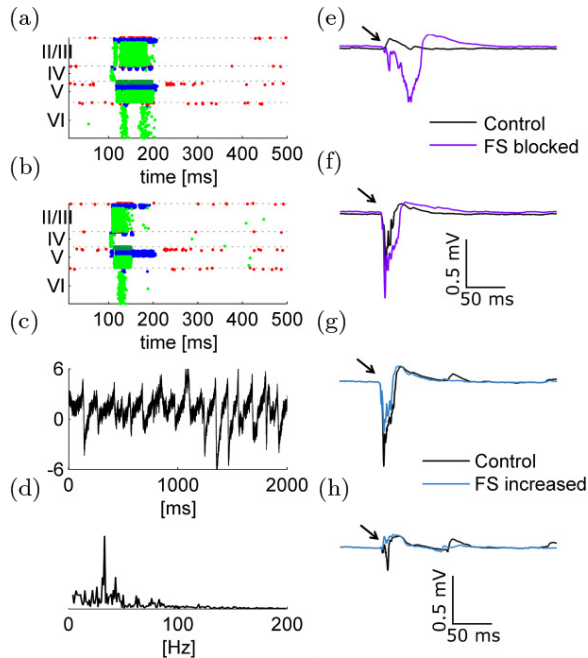 (a)
II/III
IV
V
VI
100 200 300 400 500
time [ms]
(b)
II/III
IV
V
VI
100 200 300 400 500
time [ms]
(c)
6
0
-6
0 1000 2000
[ms]
(d)
0 100 200
[Hz]
(e)
Control
FS blocked
(f)
0.5 mV
50 ms
(g)
Control
FS increased
(h)
0.5 mV
50 ms